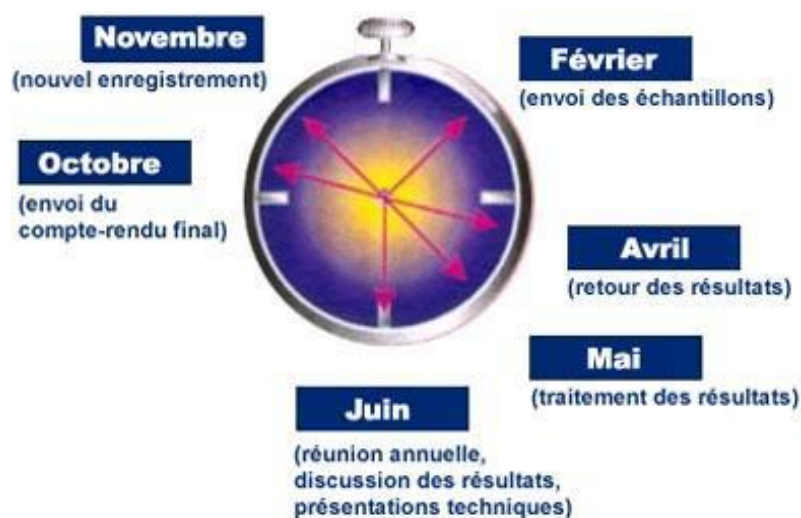 Novembre
(nouvel enregistrement)
Février
(envoi des échantillons)
Octobre
(envoi du
compte-rendu final)
Avril
(retour des résultats)
Mai
(traitement des résultats)
Juin
(réunion annuelle,
discussion des résultats,
présentations techniques)